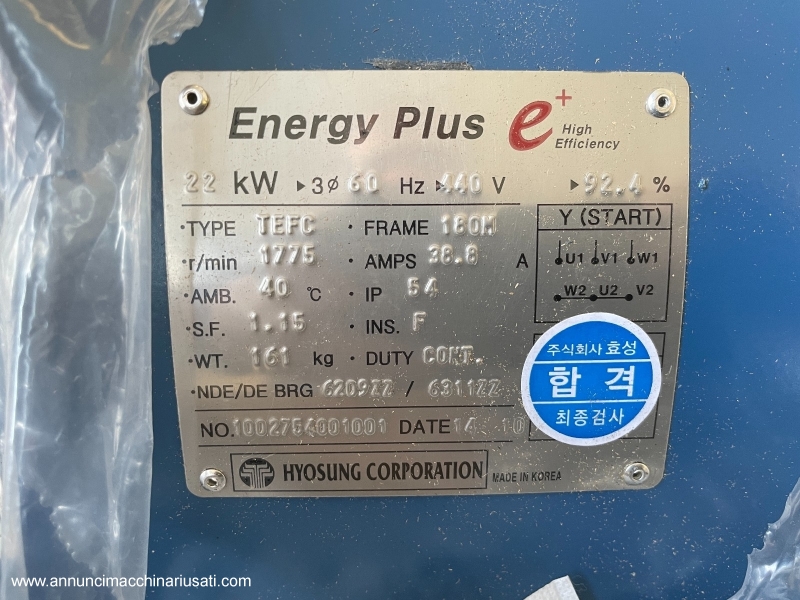 Energy Plus e+ High Efficiency
22 kW ▸3ø 60 Hz ▸440 V ▸92.4 %
·TYPE TEFC · FRAME 180M
·r/min 1775 · AMPS 38.8 A
·AMB. 40 ℃ · IP 54
·S.F. 1.15 · INS. F
·WT. 161 kg · DUTY CONT.
·NDE/DE BRG 6209ZZ / 6311ZZ
NO. 1002754001001 DATE 14 10
Y (START)
U1 V1 W1
W2 U2 V2
주식회사 효성
합격
최종검사
HYOSUNG CORPORATION MADE IN KOREA
www.annuncimacchinariusati.com